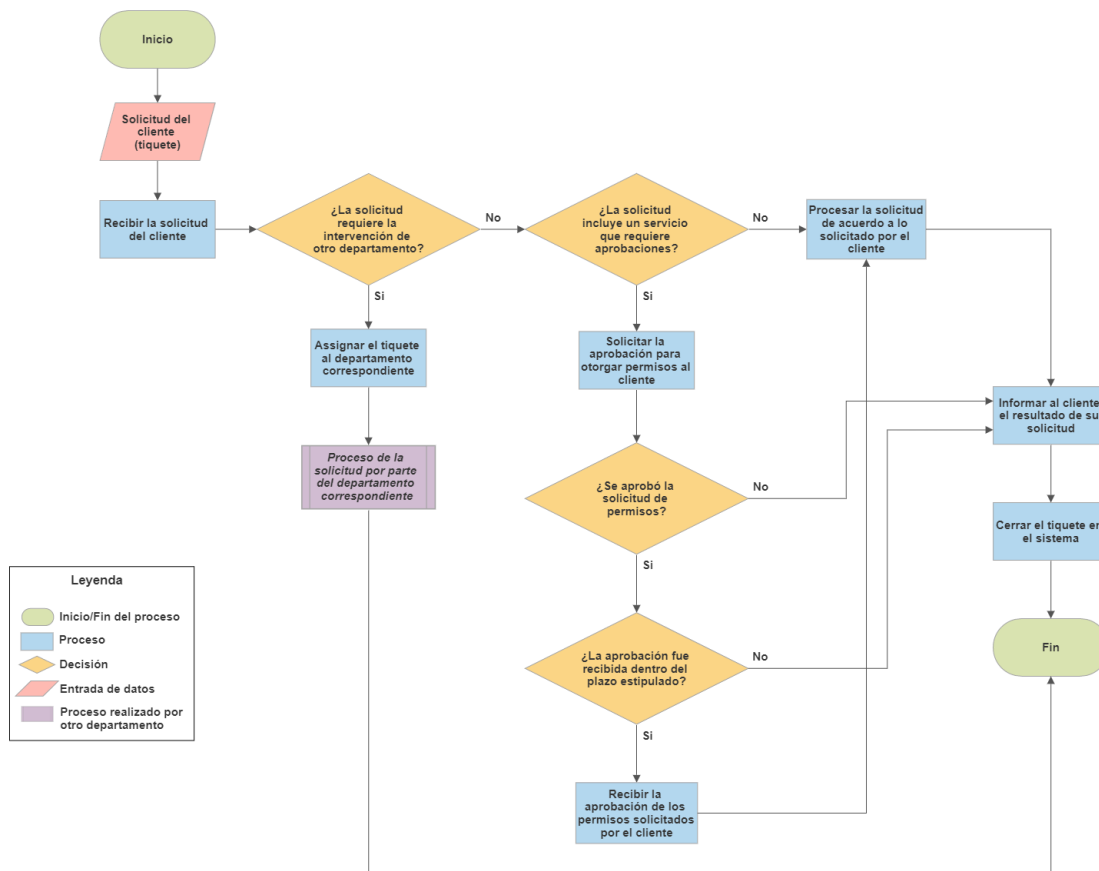 Inicio
Solicitud del
cliente
(tiquete)
Recibir la solicitud
del cliente
¿La solicitud
requiere la
intervención de
otro departamento?
No
¿La solicitud
incluye un servicio
que requiere
aprobaciones?
No
Procesar la solicitud
de acuerdo a lo
solicitado por el
cliente
Si
Si
Assignar el tiquete
al departamento
correspondiente
Solicitar la
aprobación para
otorgar permisos al
cliente
Informar al cliente
el resultado de su
solicitud
Proceso de la
solicitud por parte
del departamento
correspondiente
¿Se aprobó la
solicitud de
permisos?
No
Cerrar el tiquete en
el sistema
Si
¿La aprobación fue
recibida dentro del
plazo estipulado?
No
Fin
Si
Recibir la
aprobación de los
permisos solicitados
por el cliente
Leyenda
Inicio/Fin del proceso
Proceso
Decisión
Entrada de datos
Proceso realizado por
otro departamento